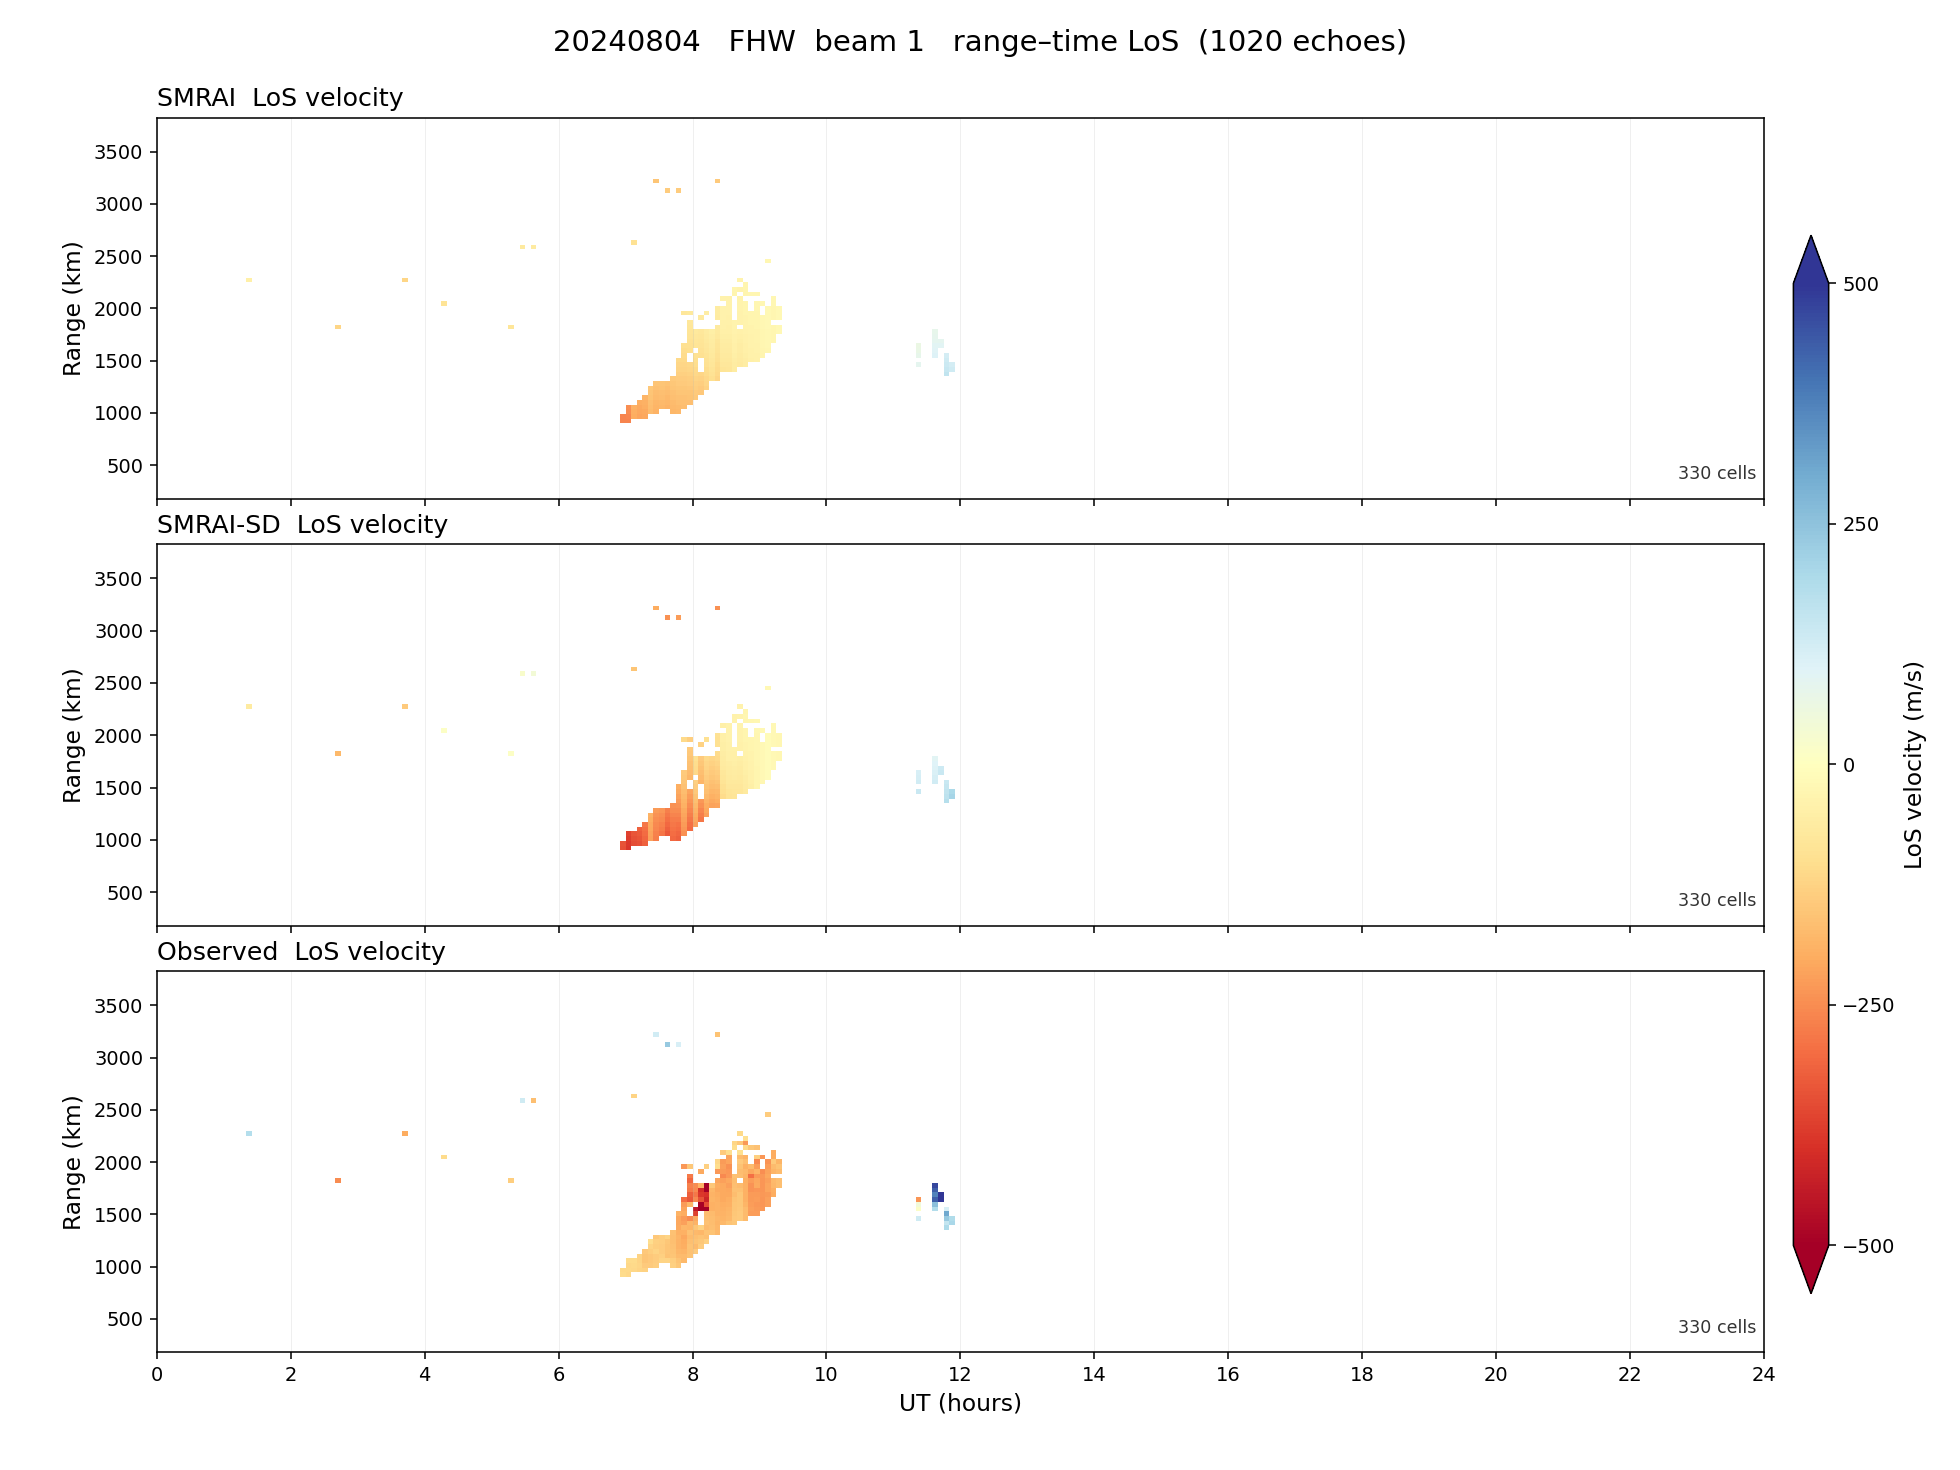 20240804   FHW  beam 1   range–time LoS  (1020 echoes)
SMRAI  LoS velocity
3500
3000
2500
2000
1500
1000
500
Range (km)
330 cells
SMRAI-SD  LoS velocity
3500
3000
2500
2000
1500
1000
500
Range (km)
330 cells
Observed  LoS velocity
3500
3000
2500
2000
1500
1000
500
Range (km)
330 cells
0 2 4 6 8 10 12 14 16 18 20 22 24
UT (hours)
500
250
0
−250
−500
LoS velocity (m/s)